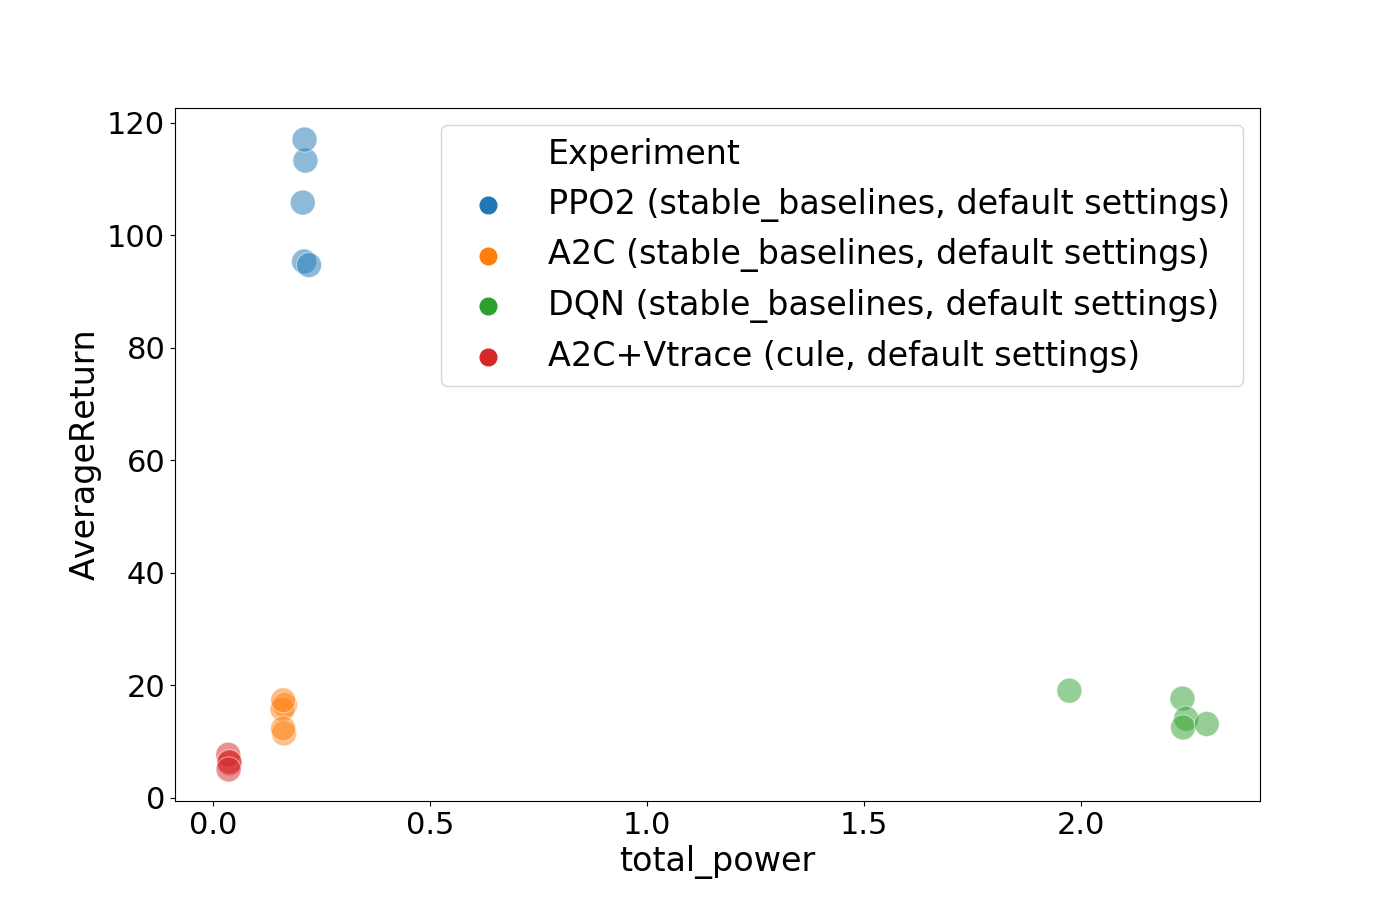 120
100
80
60
40
20
0
AverageReturn
Experiment
PPO2 (stable_baselines, default settings)
A2C (stable_baselines, default settings)
DQN (stable_baselines, default settings)
A2C+Vtrace (cule, default settings)
0.0 0.5 1.0 1.5 2.0
total_power